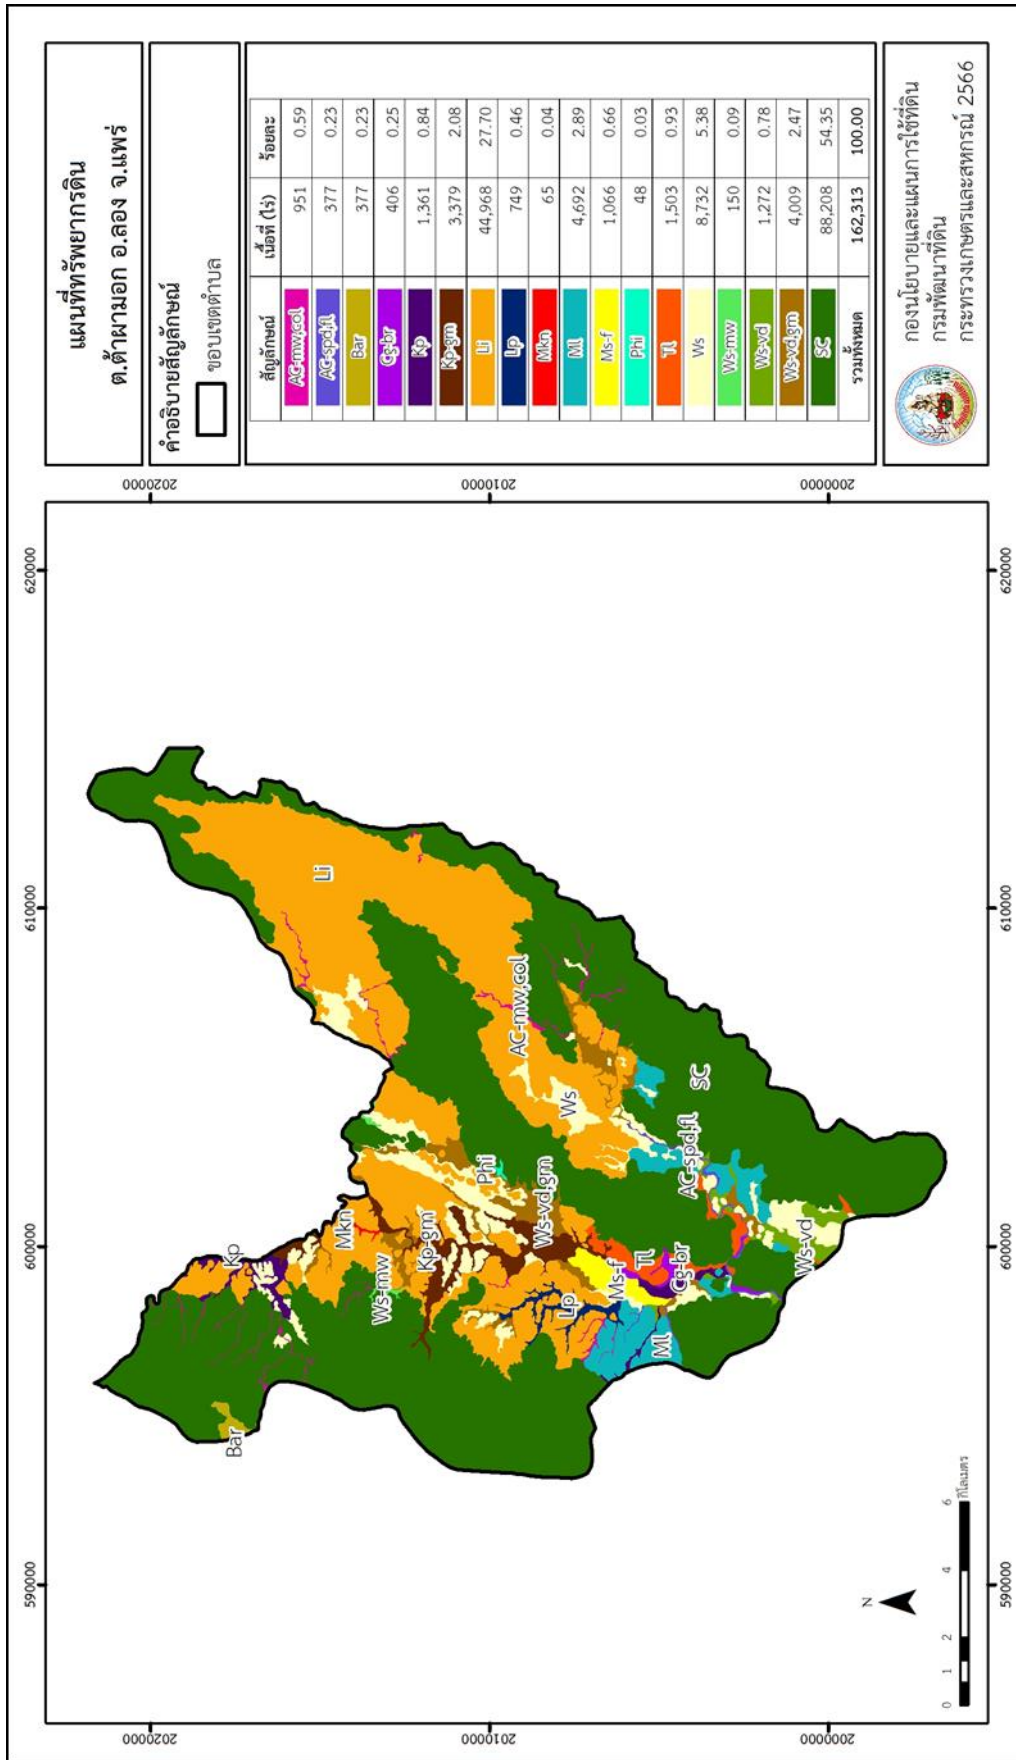 แผนที่ทรัพยากรดิน
ต.ต้าผามอก อ.ลอง จ.แพร่
คำอธิบายสัญลักษณ์
ขอบเขตตำบล
สัญลักษณ์ เนื้อที่ (ไร่) ร้อยละ
AC-mw,col 951 0.59
AC-spd,fl 377 0.23
Bar 377 0.23
Cg-br 406 0.25
Kp 1,361 0.84
Kp-gm 3,379 2.08
Li 44,968 27.70
Lp 749 0.46
Mkn 65 0.04
Ml 4,692 2.89
Ms-f 1,066 0.66
Phi 48 0.03
Tl 1,503 0.93
Ws 8,732 5.38
Ws-mw 150 0.09
Ws-vd 1,272 0.78
Ws-vd,gm 4,009 2.47
SC 88,208 54.35
รวมทั้งหมด 162,313 100.00
กองนโยบายและแผนการใช้ที่ดิน
กรมพัฒนาที่ดิน
กระทรวงเกษตรและสหกรณ์ 2566
590000
600000
610000
620000
2020000
2010000
2000000
2020000
2010000
2000000
590000
600000
610000
620000
Bar
Kp
Li
Mkn
Ws-mw
Kp-gm
Phi
Ws-vd,gm
AC-mw,col
Ws
Lp
Ms-f
Tl
Cg-br
Ml
AC-spd,fl
SC
Ws-vd
N
0 1 2 4 6
กิโลเมตร